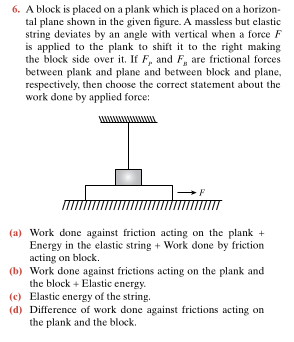 6. A block is placed on a plank which is placed on a horizon-
tal plane shown in the given figure. A massless but elastic
string deviates by an angle with vertical when a force F
is applied to the plank to shift it to the right making
the block side over it. If Fₚ and F_B are frictional forces
between plank and plane and between block and plane,
respectively, then choose the correct statement about the
work done by applied force:
F
(a) Work done against friction acting on the plank +
Energy in the elastic string + Work done by friction
acting on block.
(b) Work done against frictions acting on the plank and
the block + Elastic energy.
(c) Elastic energy of the string.
(d) Difference of work done against frictions acting on
the plank and the block.